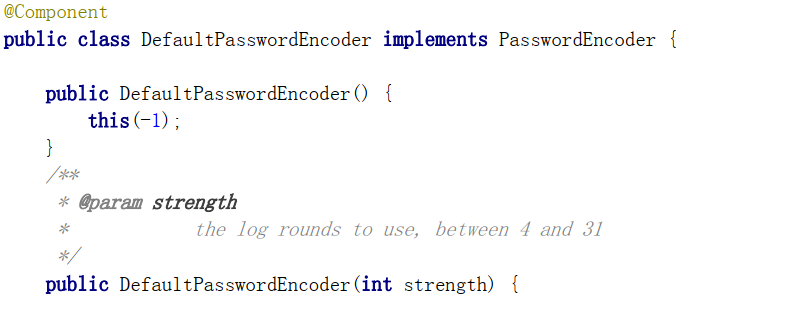 @Component
public class DefaultPasswordEncoder implements PasswordEncoder {
    public DefaultPasswordEncoder() {
        this(-1);
    }
    /**
     * @param strength
     *            the log rounds to use, between 4 and 31
     */
    public DefaultPasswordEncoder(int strength) {